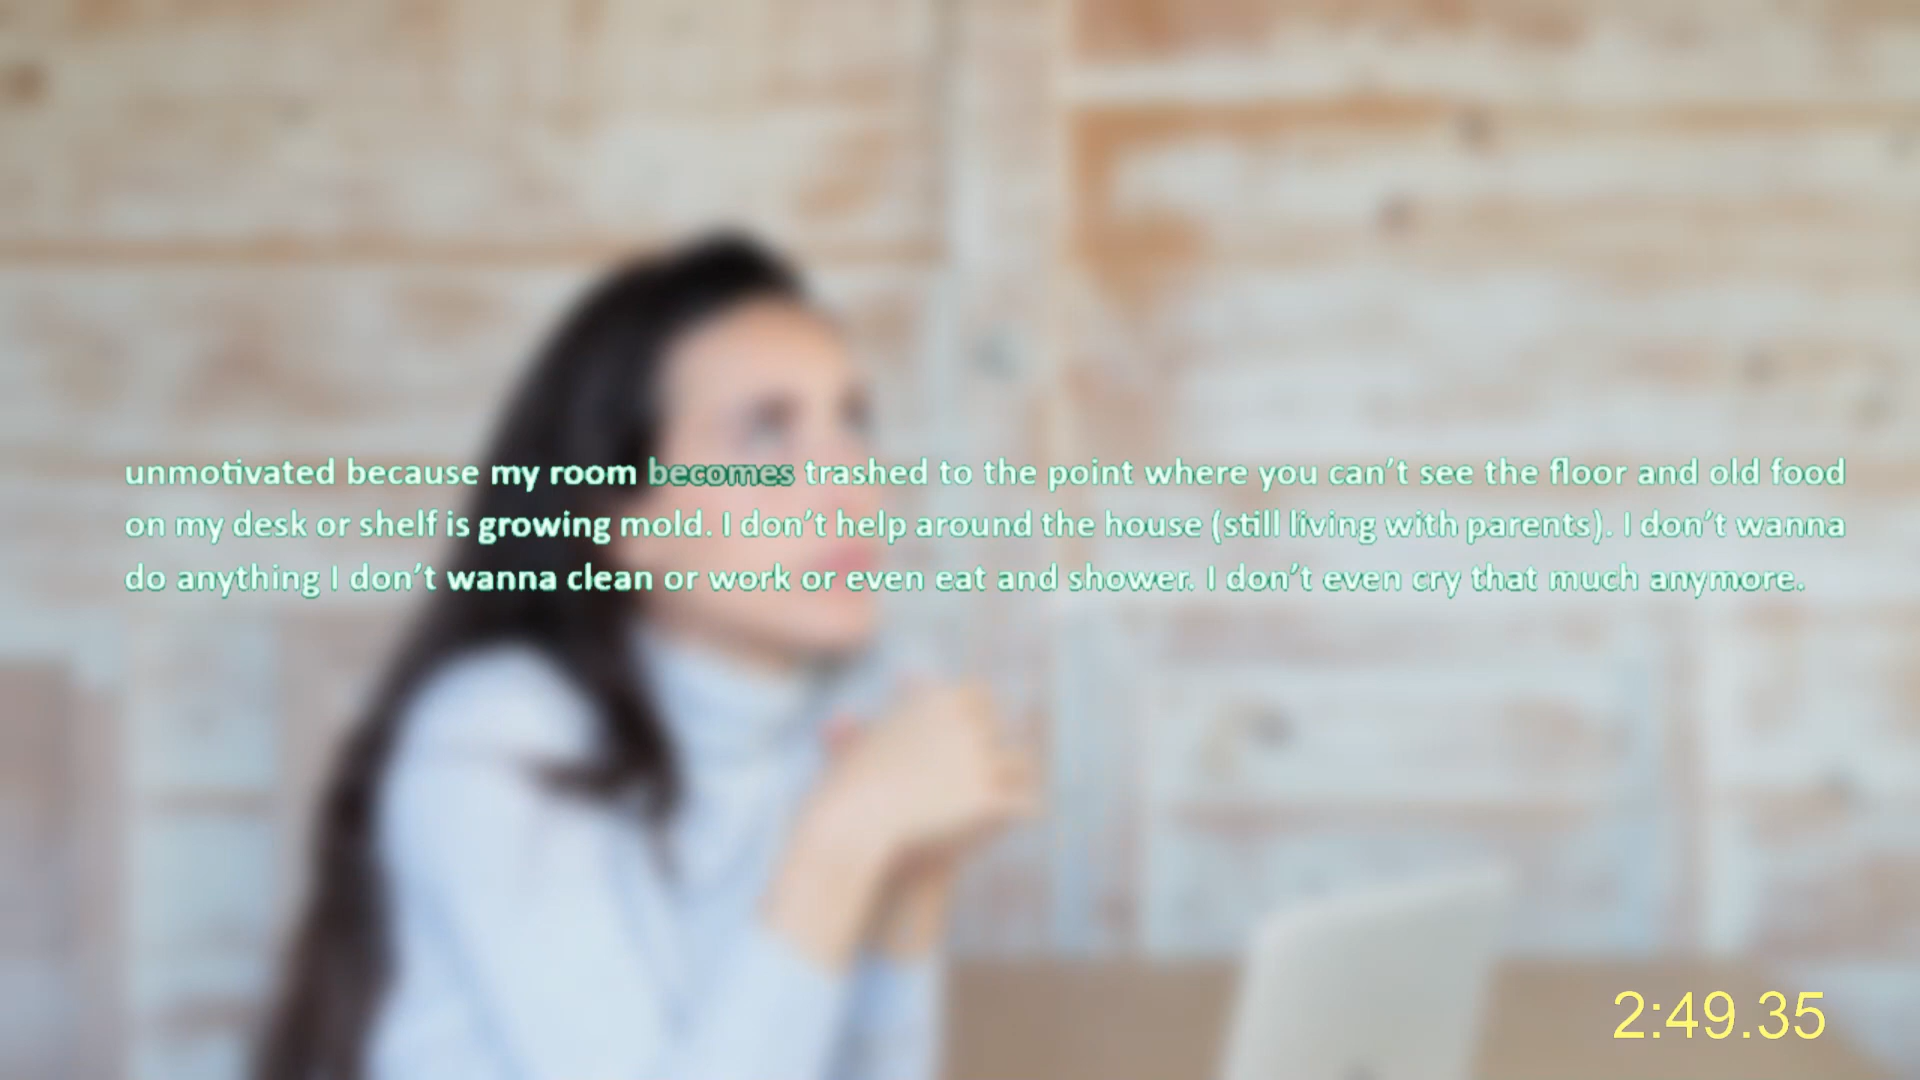 unmotivated because my room becomes trashed to the point where you can't see the floor and old food
on my desk or shelf is growing mold. I don't help around the house (still living with parents). I don't wanna
do anything I don't wanna clean or work or even eat and shower. I don't even cry that much anymore.
2:49.35